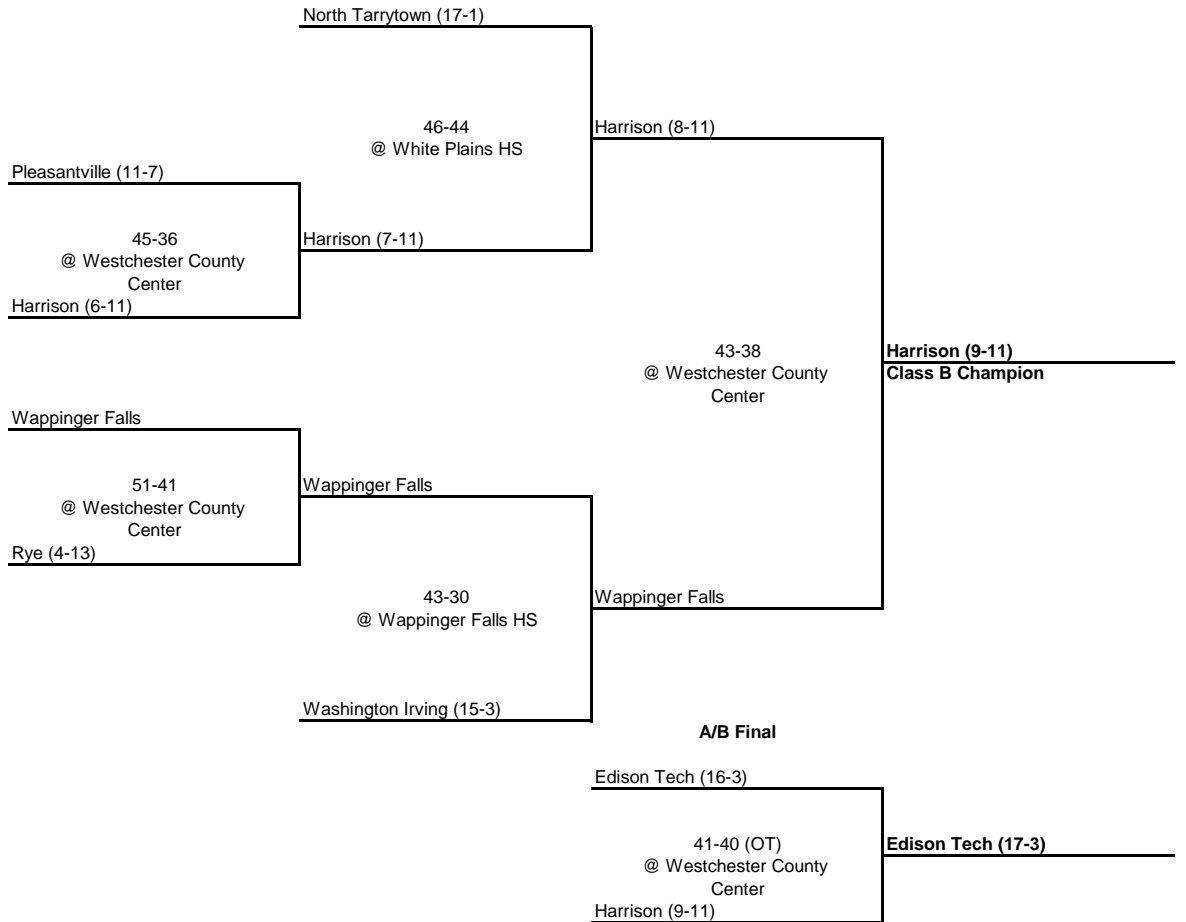 North Tarrytown (17-1)
46-44
@ White Plains HS
Harrison (8-11)
Pleasantville (11-7)
45-36
@ Westchester County
Center
Harrison (7-11)
Harrison (6-11)
43-38
@ Westchester County
Center
Harrison (9-11)
Class B Champion
Wappinger Falls
51-41
@ Westchester County
Center
Wappinger Falls
Rye (4-13)
43-30
@ Wappinger Falls HS
Wappinger Falls
Washington Irving (15-3)
A/B Final
Edison Tech (16-3)
41-40 (OT)
@ Westchester County
Center
Edison Tech (17-3)
Harrison (9-11)